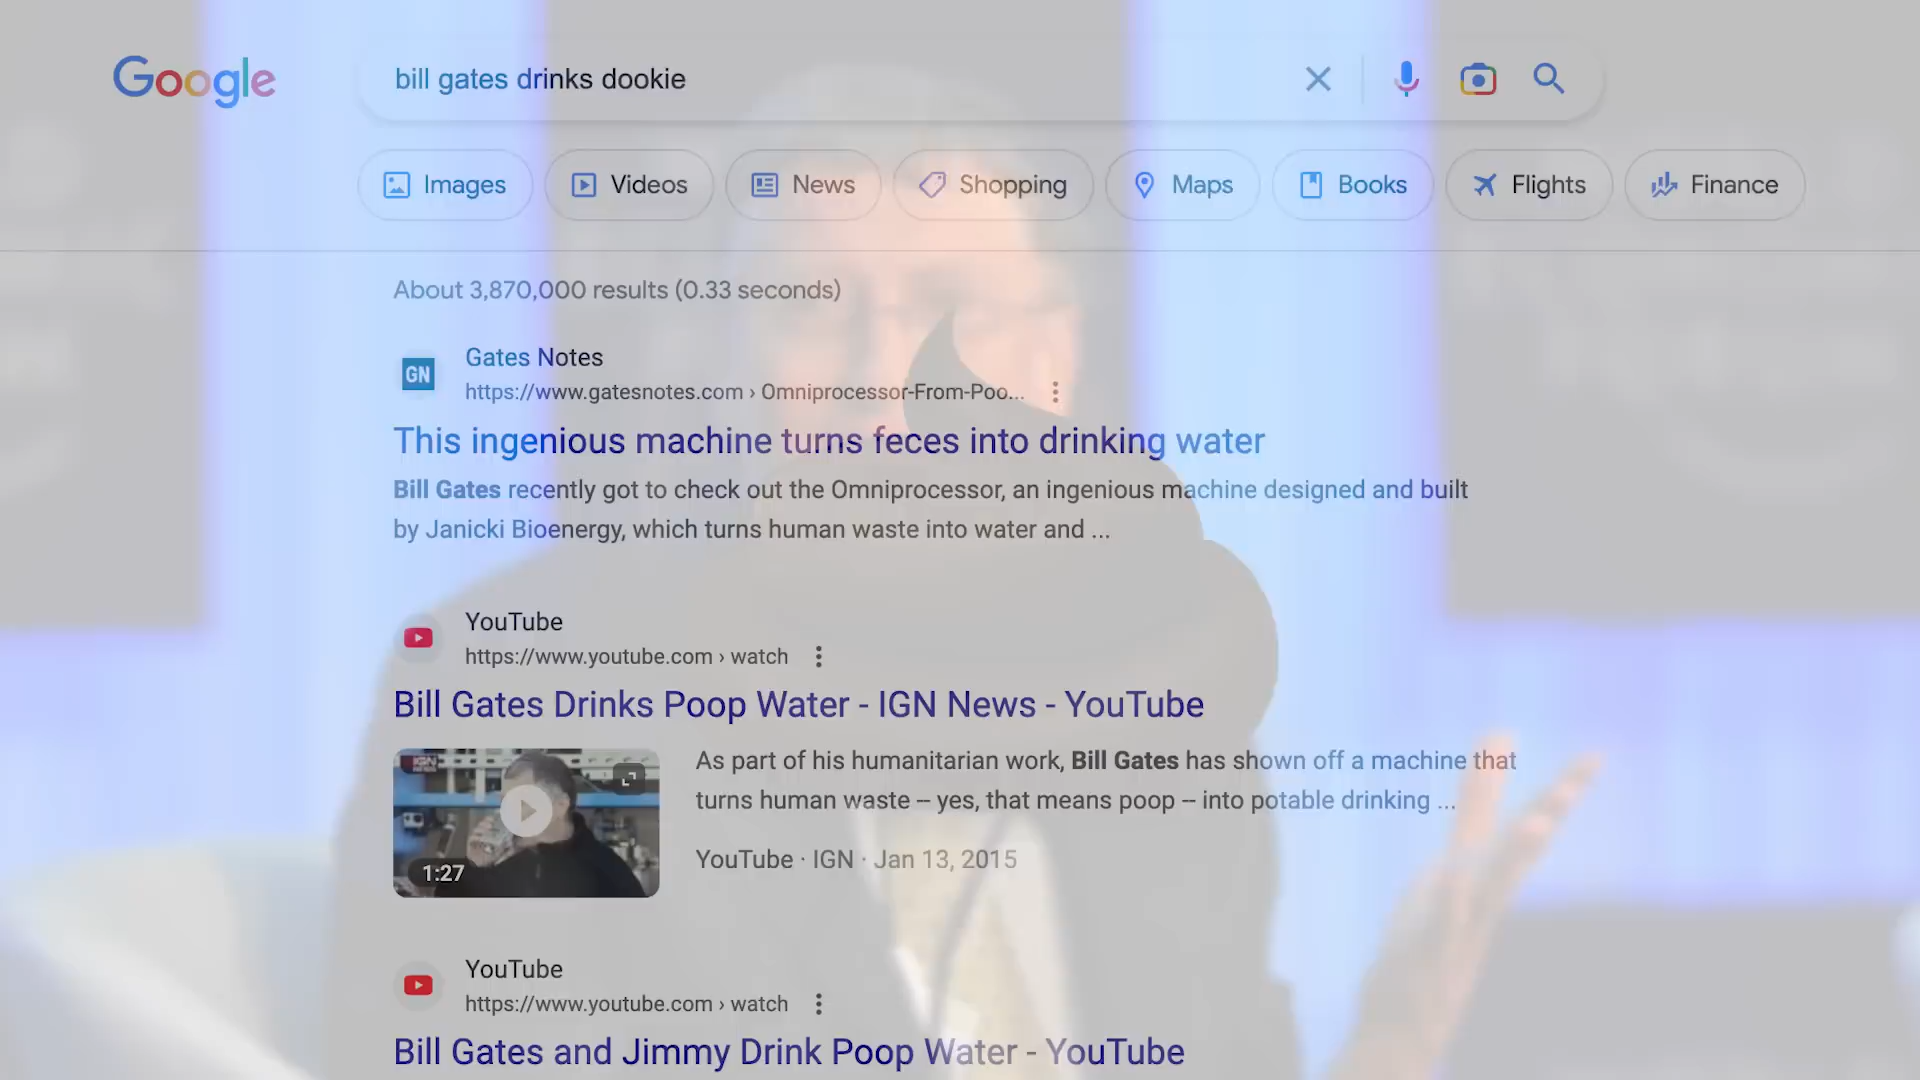 Google
bill gates drinks dookie
Images
Videos
News
Shopping
Maps
Books
Flights
Finance
About 3,870,000 results (0.33 seconds)
GN
Gates Notes
https://www.gatesnotes.com › Omniprocessor-From-Poo...
This ingenious machine turns feces into drinking water
Bill Gates recently got to check out the Omniprocessor, an ingenious machine designed and built
by Janicki Bioenergy, which turns human waste into water and ...
YouTube
https://www.youtube.com › watch
Bill Gates Drinks Poop Water - IGN News - YouTube
IGN
1:27
As part of his humanitarian work, Bill Gates has shown off a machine that
turns human waste -- yes, that means poop -- into potable drinking ...
YouTube · IGN · Jan 13, 2015
YouTube
https://www.youtube.com › watch
Bill Gates and Jimmy Drink Poop Water - YouTube